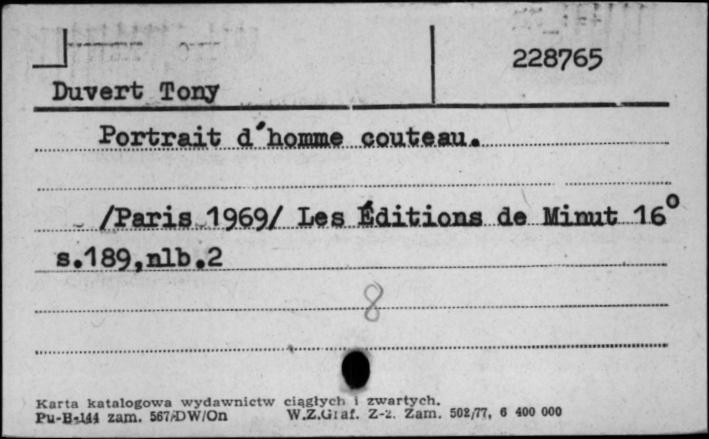 228765
Duvert Tony
Portrait d'homme couteau.
/Paris 1969/ Les Éditions de Minut 16°
s.189,nlb.2
8
Karta katalogowa wydawnictw ciągłych i zwartych.
Pu-B-144 zam. 567/DW/On W.Z.Graf. Z-2. Zam. 502/77, 6 400 000